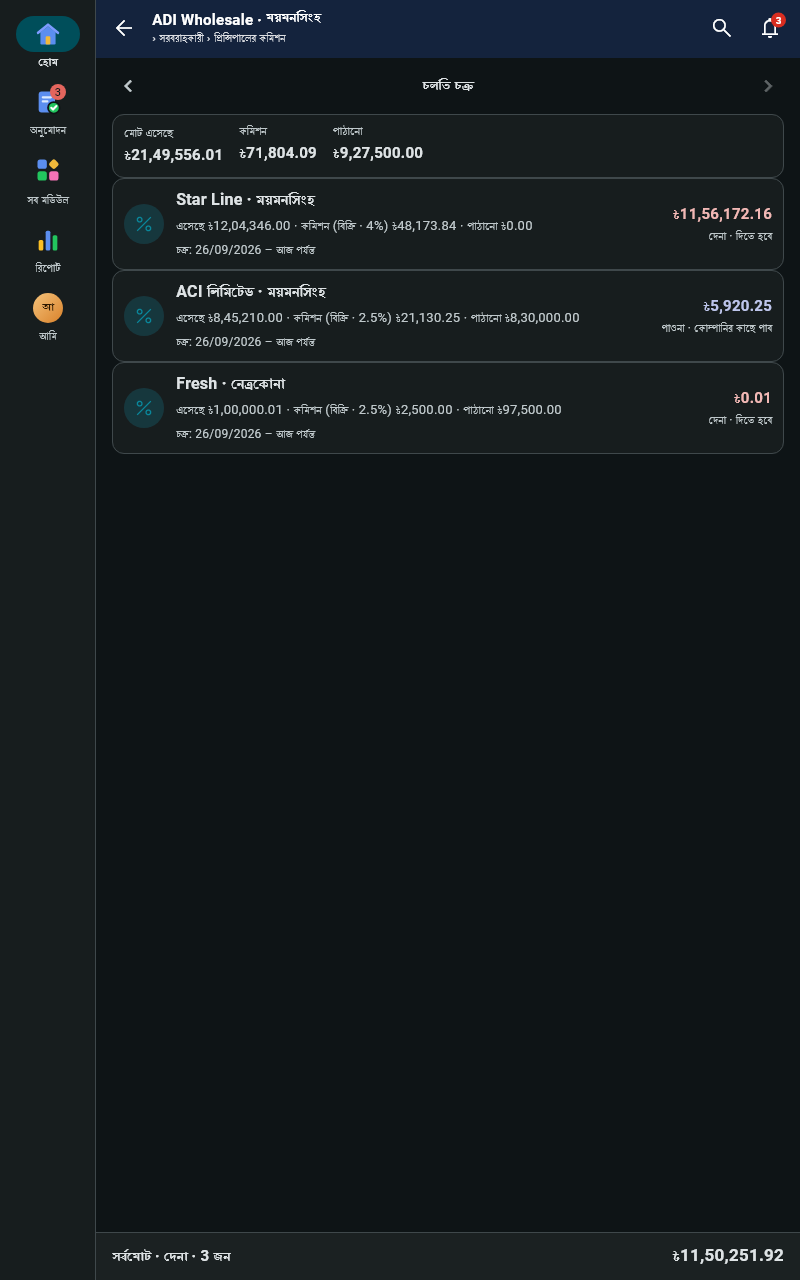 ADI Wholesale · ময়মনসিংহ
› সরবরাহকারী › প্রিন্সিপালের কমিশন
3
হোম
3
অনুমোদন
সব মডিউল
রিপোর্ট
আ
আমি
চলতি চক্র
মোট এসেছে
৳21,49,556.01
কমিশন
৳71,804.09
পাঠানো
৳9,27,500.00
Star Line · ময়মনসিংহ
এসেছে ৳12,04,346.00 · কমিশন (বিক্রি · 4%) ৳48,173.84 · পাঠানো ৳0.00
চক্র: 26/09/2026 – আজ পর্যন্ত
৳11,56,172.16
দেনা · দিতে হবে
ACI লিমিটেড · ময়মনসিংহ
এসেছে ৳8,45,210.00 · কমিশন (বিক্রি · 2.5%) ৳21,130.25 · পাঠানো ৳8,30,000.00
চক্র: 26/09/2026 – আজ পর্যন্ত
৳5,920.25
পাওনা · কোম্পানির কাছে পাব
Fresh · নেত্রকোনা
এসেছে ৳1,00,000.01 · কমিশন (বিক্রি · 2.5%) ৳2,500.00 · পাঠানো ৳97,500.00
চক্র: 26/09/2026 – আজ পর্যন্ত
৳0.01
দেনা · দিতে হবে
সর্বমোট · দেনা · 3 জন
৳11,50,251.92